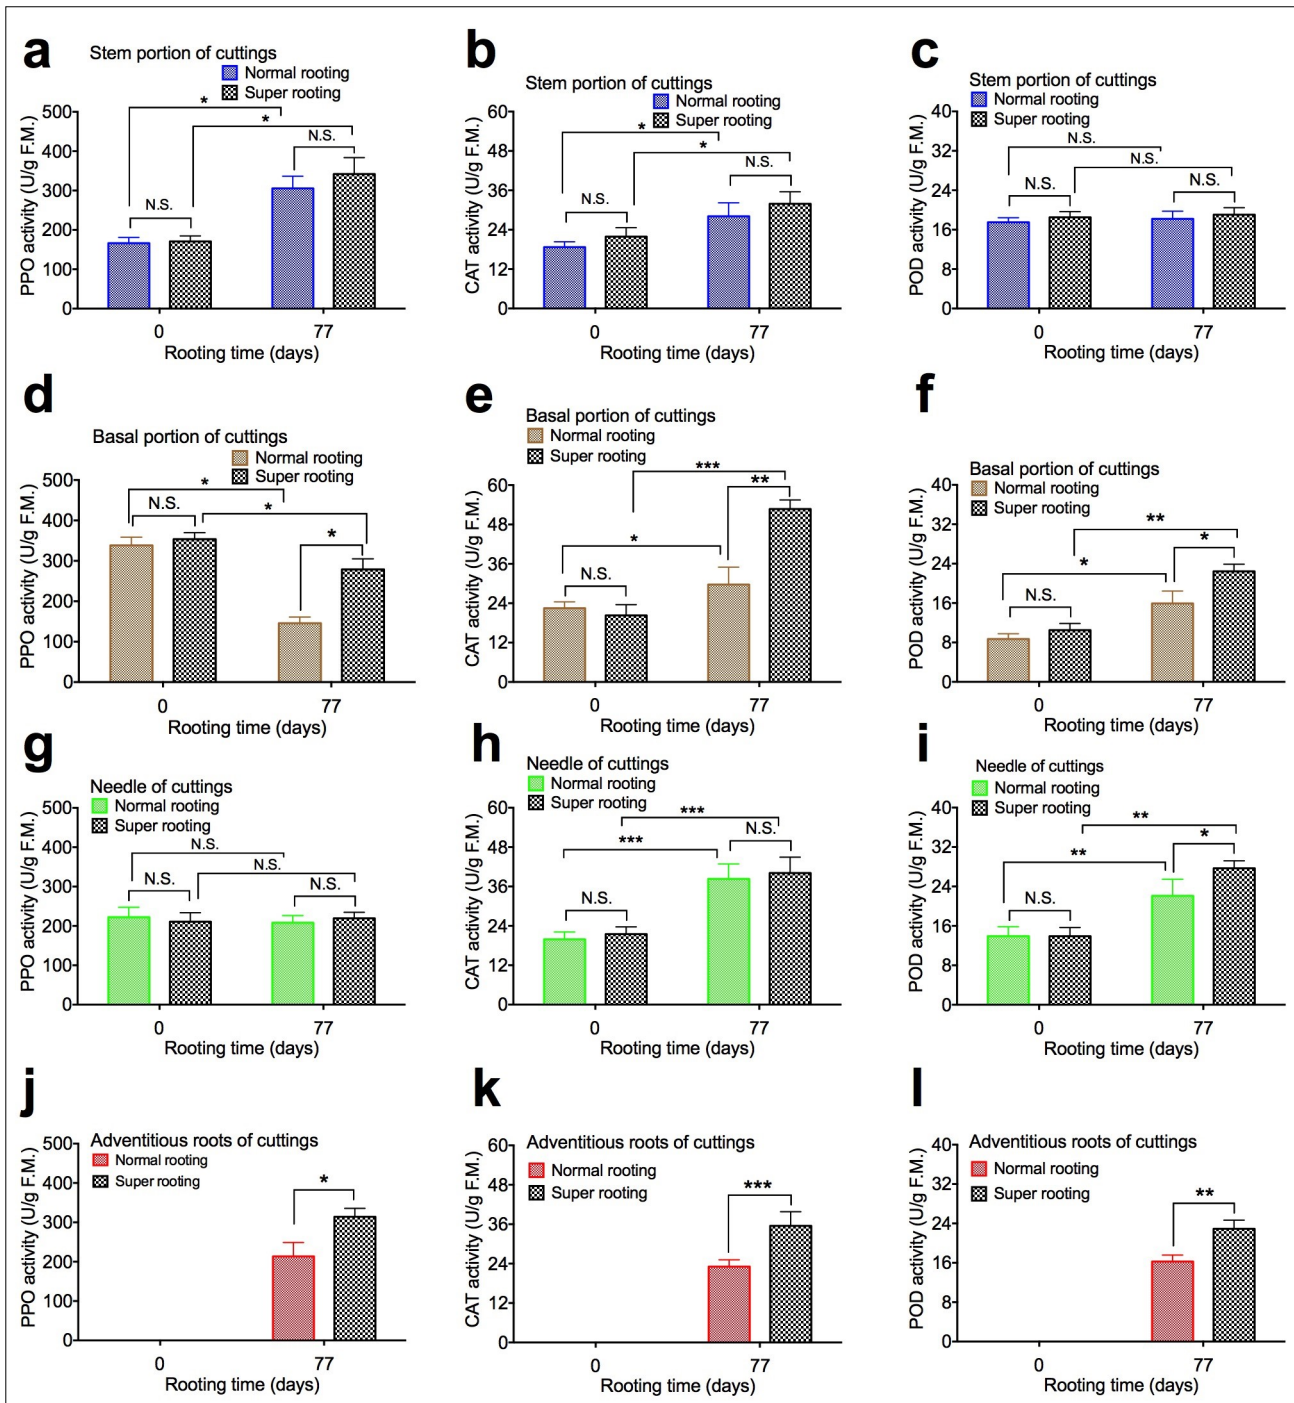 a
Stem portion of cuttings
Normal rooting
Super rooting
PPO activity (U/g F.M.)
500
400
300
200
100
0
*
*
N.S.
N.S.
0
77
Rooting time (days)
b
Stem portion of cuttings
Normal rooting
Super rooting
CAT activity (U/g F.M.)
60
48
36
24
12
0
*
*
N.S.
N.S.
0
77
Rooting time (days)
c
Stem portion of cuttings
Normal rooting
Super rooting
POD activity (U/g F.M.)
40
32
24
16
8
0
N.S.
N.S.
N.S.
N.S.
0
77
Rooting time (days)
d
Basal portion of cuttings
Normal rooting
Super rooting
PPO activity (U/g F.M.)
500
400
300
200
100
0
*
N.S.
*
*
0
77
Rooting time (days)
e
Basal portion of cuttings
Normal rooting
Super rooting
CAT activity (U/g F.M.)
60
48
36
24
12
0
***
**
*
N.S.
0
77
Rooting time (days)
f
Basal portion of cuttings
Normal rooting
Super rooting
POD activity (U/g F.M.)
40
32
24
16
8
0
**
*
*
N.S.
0
77
Rooting time (days)
g
Needle of cuttings
Normal rooting
Super rooting
PPO activity (U/g F.M.)
500
400
300
200
100
0
N.S.
N.S.
N.S.
N.S.
0
77
Rooting time (days)
h
Needle of cuttings
Normal rooting
Super rooting
CAT activity (U/g F.M.)
60
48
36
24
12
0
***
N.S.
***
N.S.
0
77
Rooting time (days)
i
Needle of cuttings
Normal rooting
Super rooting
POD activity (U/g F.M.)
40
32
24
16
8
0
**
*
**
N.S.
0
77
Rooting time (days)
j
Adventitious roots of cuttings
Normal rooting
Super rooting
PPO activity (U/g F.M.)
500
400
300
200
100
0
*
0
77
Rooting time (days)
k
Adventitious roots of cuttings
Normal rooting
Super rooting
CAT activity (U/g F.M.)
60
48
36
24
12
0
***
0
77
Rooting time (days)
l
Adventitious roots of cuttings
Normal rooting
Super rooting
POD activity (U/g F.M.)
40
32
24
16
8
0
**
0
77
Rooting time (days)